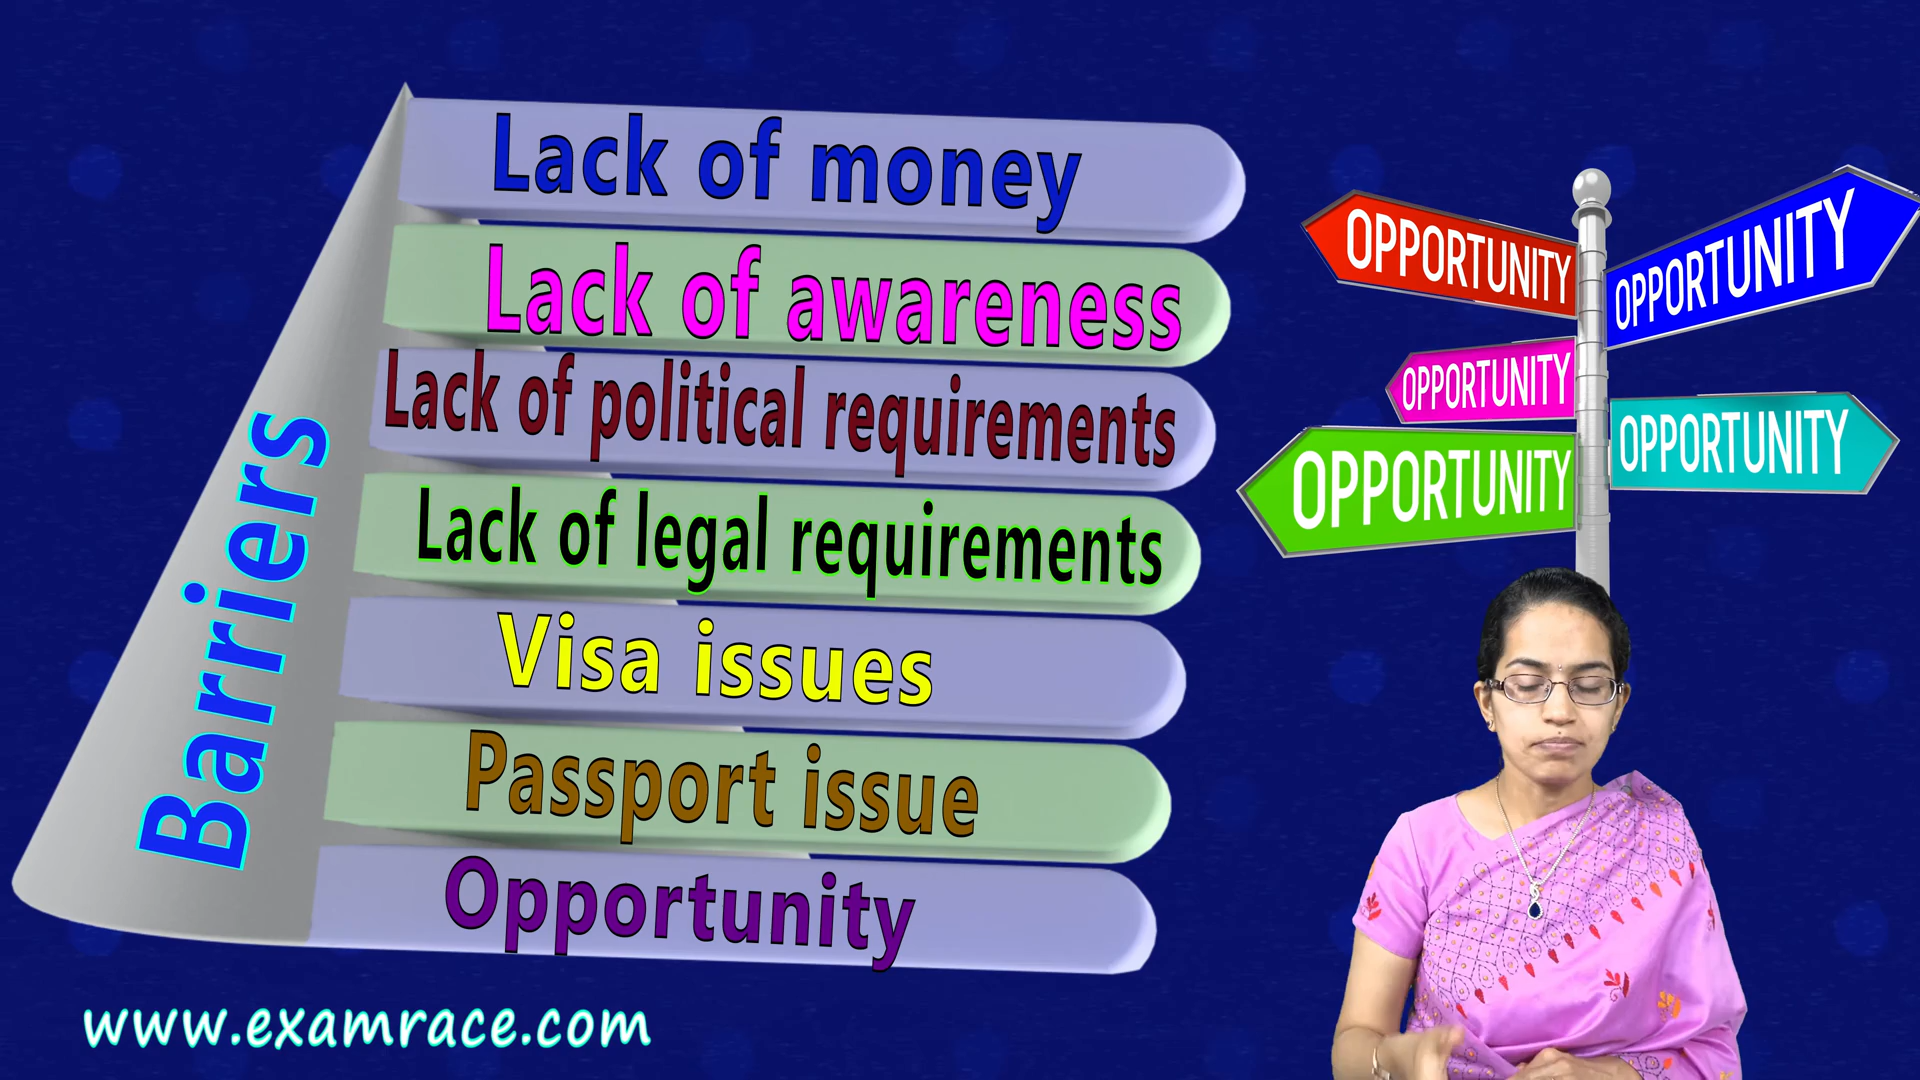 Barriers
Lack of money
Lack of awareness
Lack of political requirements
Lack of legal requirements
Visa issues
Passport issue
Opportunity
OPPORTUNITY
OPPORTUNITY
OPPORTUNITY
OPPORTUNITY
OPPORTUNITY
www.examrace.com